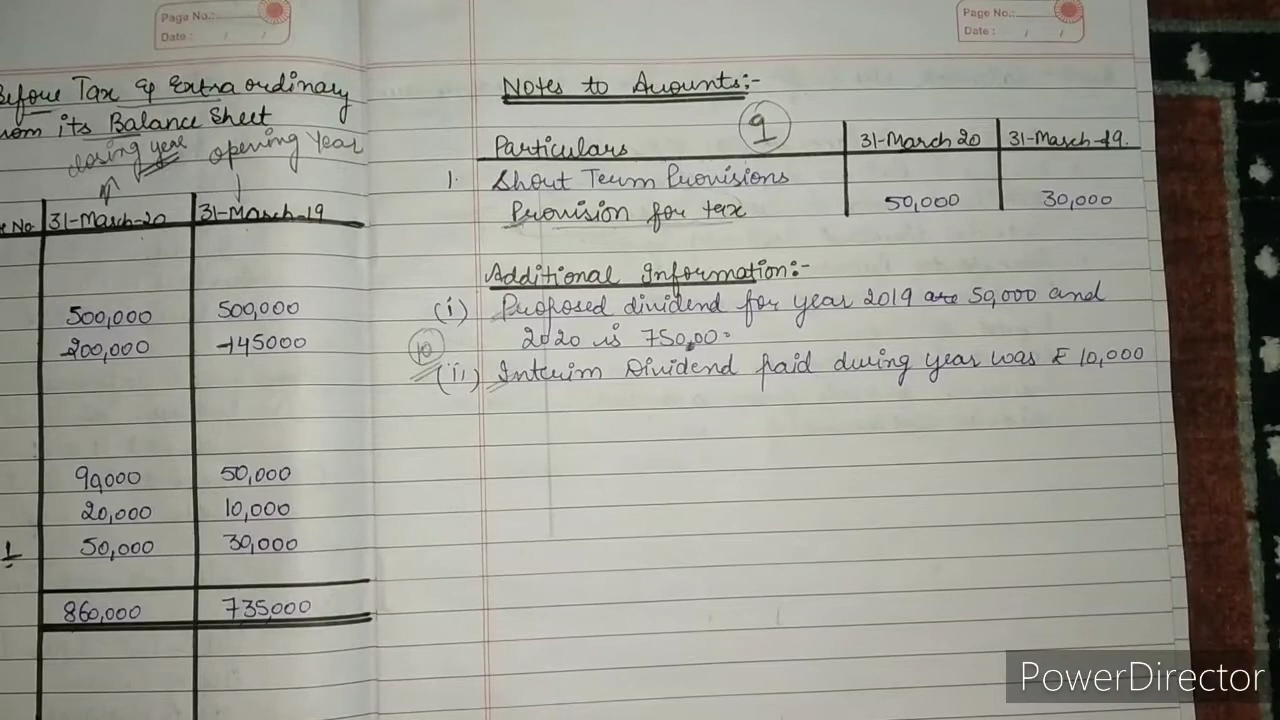 Page No.:
Date : / /
Before Tax & Extra ordinary
from its Balance Sheet
closing year opening Year
Note No 31-March-20 31-March-19
500,000 500,000
200,000 145000
90,000 50,000
20,000 10,000
1 50,000 30,000
860,000 735,000
Page No.:
Date : / /
Notes to Accounts:-
9
Particulars 31-March 20 31-March-19.
1. Short Term Provisions
Provision for tax 50,000 30,000
Additional Information:-
(i) Proposed dividend for year 2019 are 50,000 and
2020 is 750,00
10
(ii) Interim Dividend paid during year was ₹ 10,000
PowerDirector